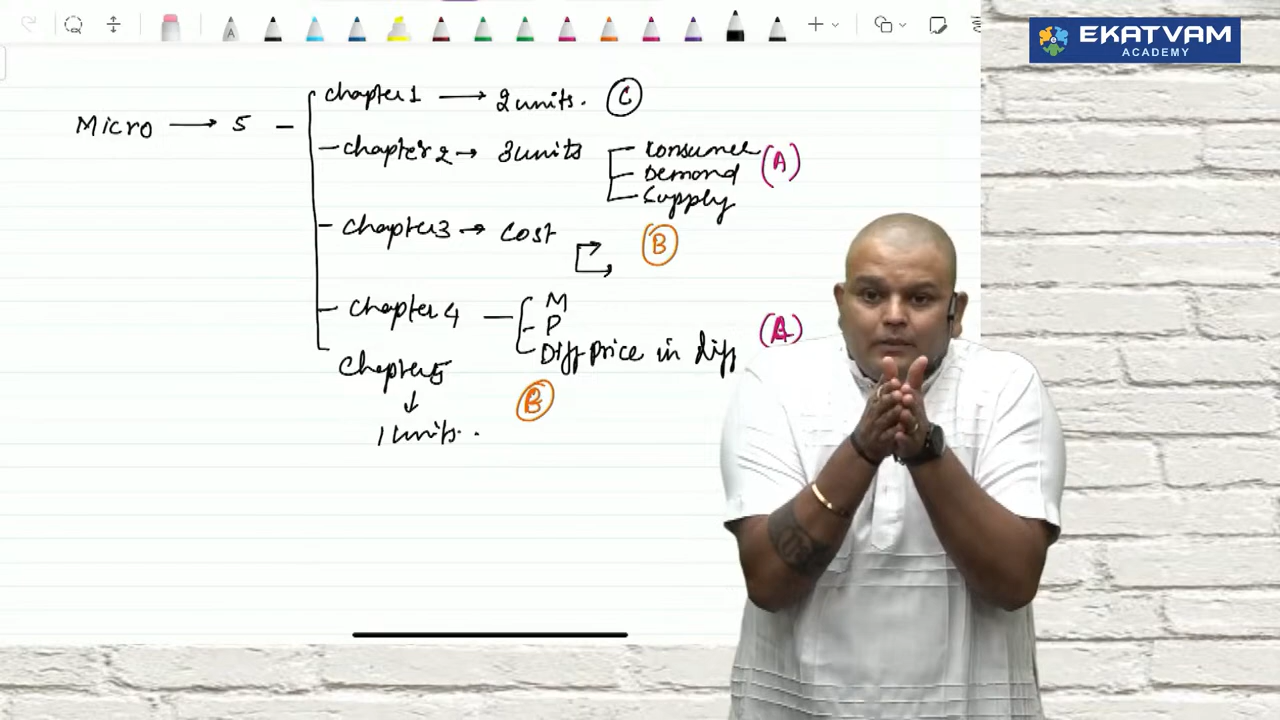 EKATVAM
ACADEMY
Micro → 5 –
chapter 1 → 2 units. C
chapter 2 → 3 units
Consumer
Demand
Supply
(A)
chapter 3 → cost
B
chapter 4 –
M
P
Diff price in diff
(A)
Chapter 5
B
↓
1 units.